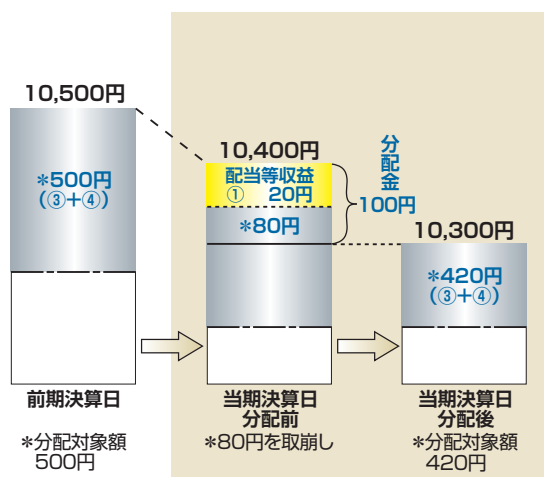 10,500円
*500円
(③+④)
前期決算日
*分配対象額
500円
10,400円
配当等収益
① 20円
*80円
分配金
100円
当期決算日
分配前
*80円を取崩し
10,300円
*420円
(③+④)
当期決算日
分配後
*分配対象額
420円